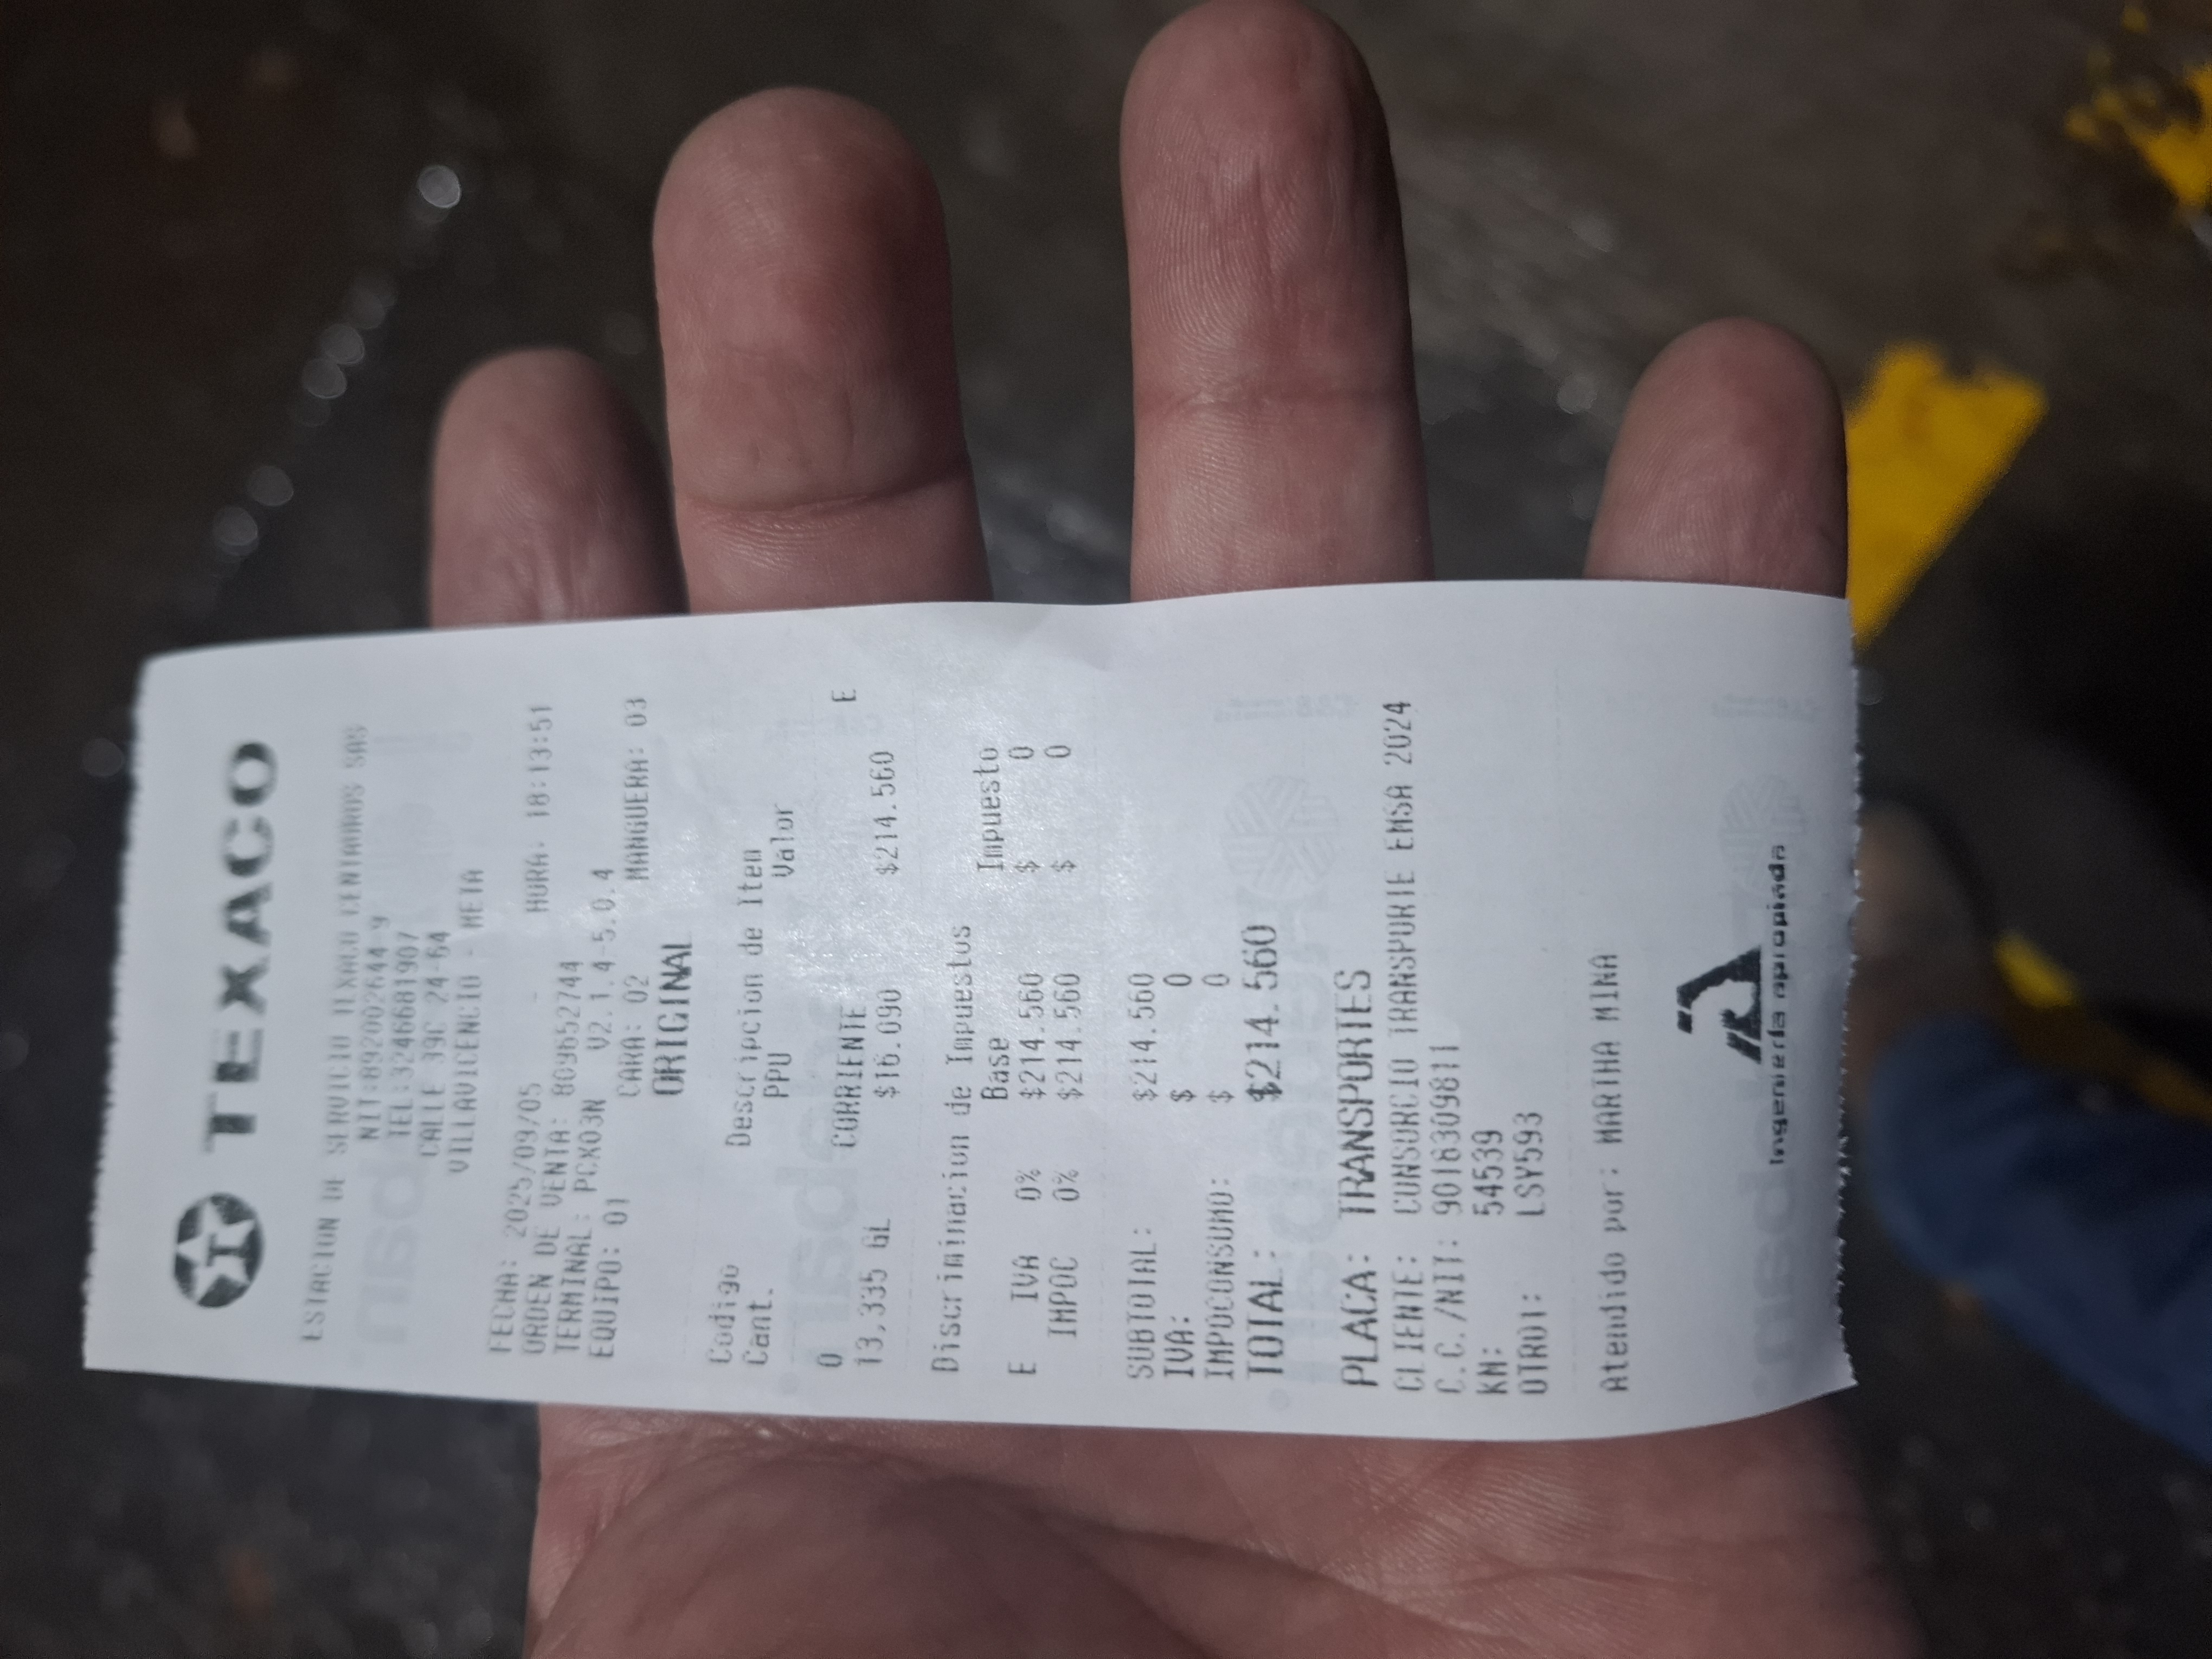 TEXACO
ESTACION DE SERVICIO TEXACO CENTAUROS SAS
NIT:892002644-9
TEL:3246681907
CALLE 39C 24-64
VILLAVICENCIO - META
FECHA: 2025/09/05 - HORA: 18:13:51
ORDEN DE VENTA: 809652744
TERMINAL: PCX03N V2.1.4-5.0.4
EQUIPO: 01 CARA: 02 MANGUERA: 03
ORIGINAL
Codigo Descripcion de Item
Cant. PPU Valor
0 CORRIENTE E
13,335 GL $16.090 $214.560
Discriminacion de Impuestos
Base Impuesto
E IVA 0% $214.560 $ 0
IMPOC 0% $214.560 $ 0
SUBTOTAL: $214.560
IVA: $ 0
IMPOCONSUMO: $ 0
TOTAL: $214.560
PLACA: TRANSPORTES
CLIENTE: CONSORCIO TRANSPORTE EMSA 2024
C.C./NIT: 9018309811
KM: 54539
OTRO1: LSY593
Atendido por: MARTHA MINA
Ingeniería apropiada